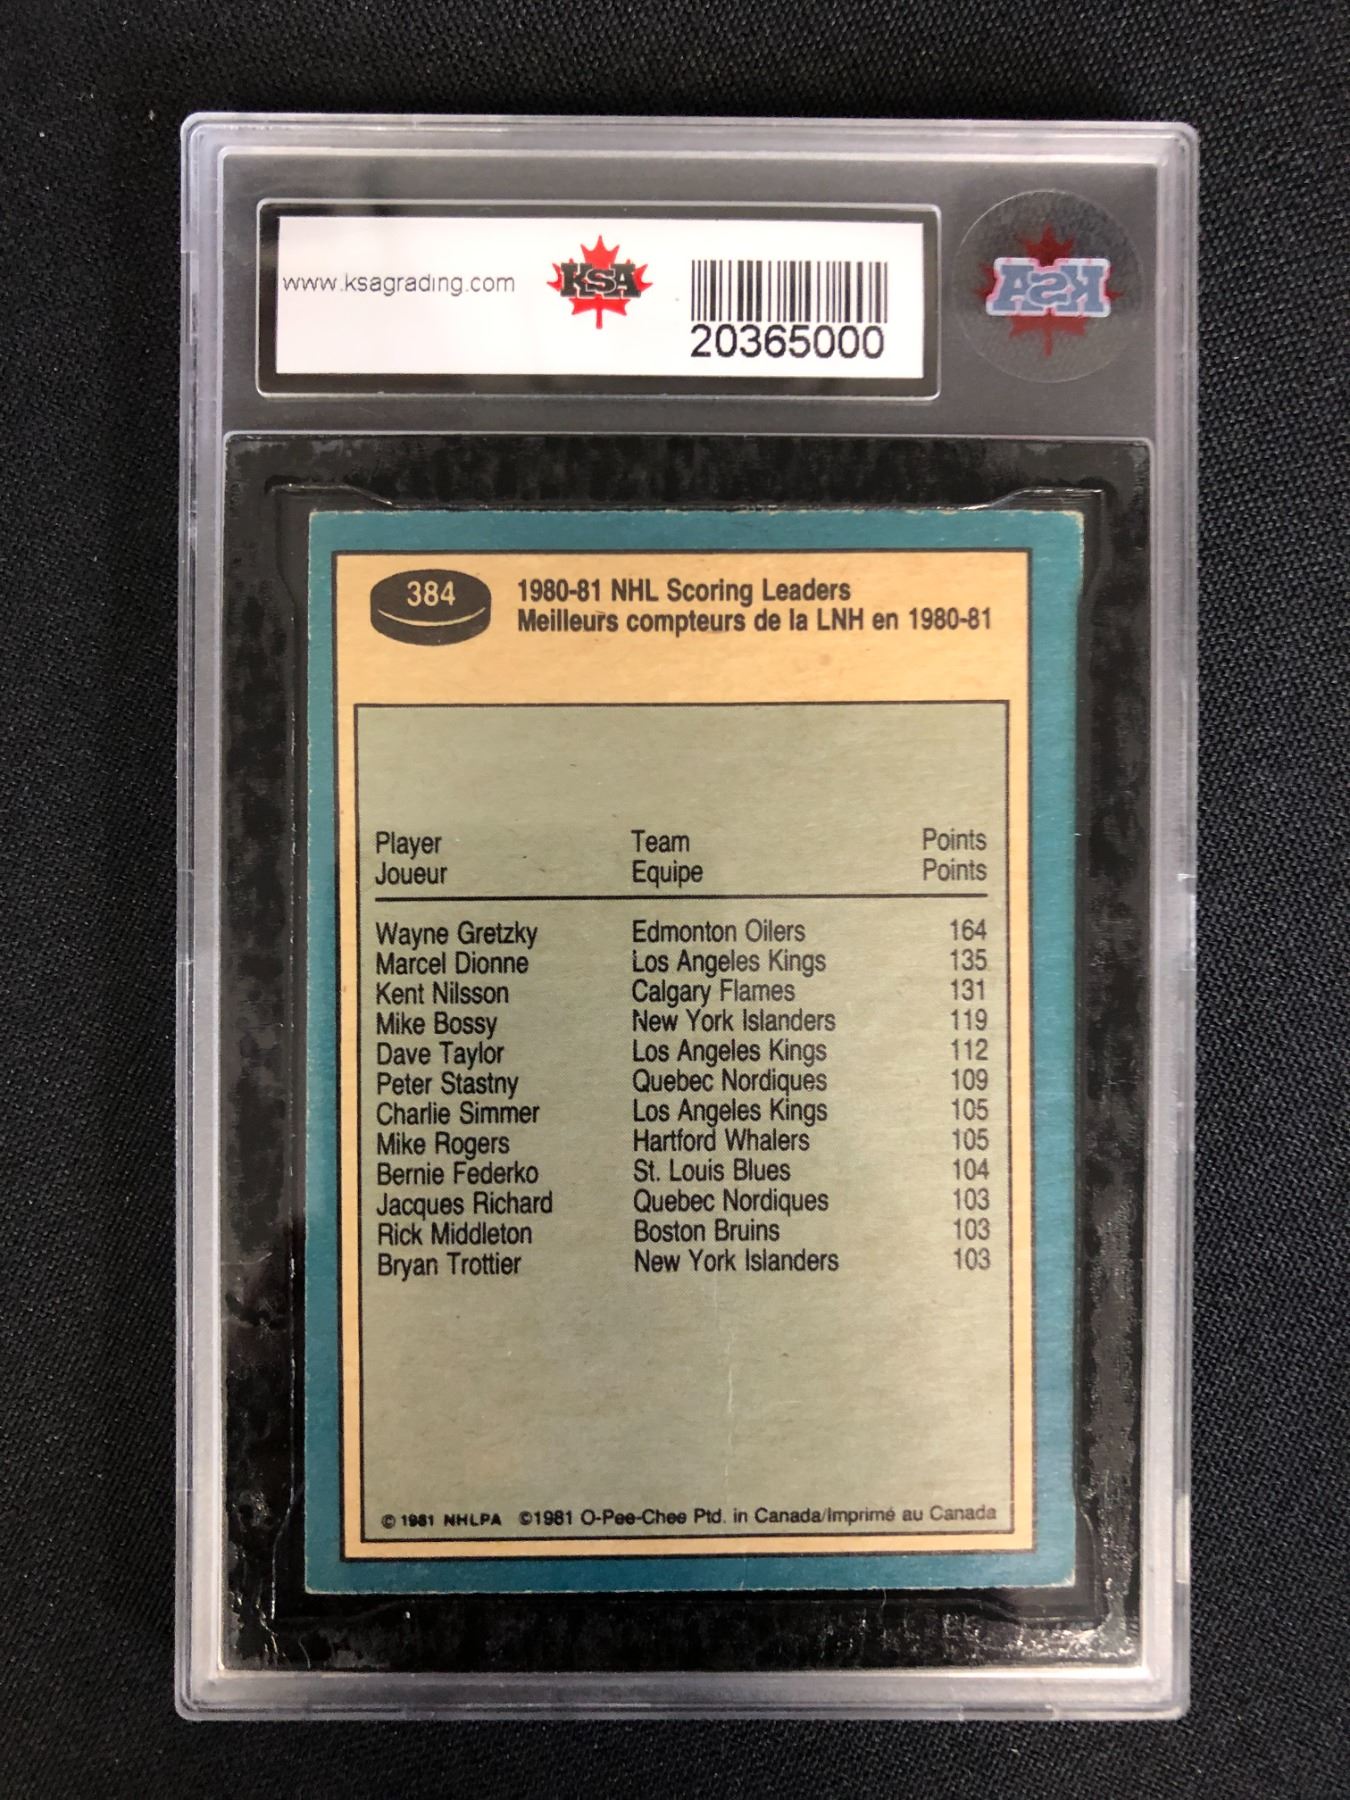 www.ksagrading.com
KSA
20365000
KSA
384
1980-81 NHL Scoring Leaders
Meilleurs compteurs de la LNH en 1980-81
Player Team Points
Joueur Equipe Points
Wayne Gretzky Edmonton Oilers 164
Marcel Dionne Los Angeles Kings 135
Kent Nilsson Calgary Flames 131
Mike Bossy New York Islanders 119
Dave Taylor Los Angeles Kings 112
Peter Stastny Quebec Nordiques 109
Charlie Simmer Los Angeles Kings 105
Mike Rogers Hartford Whalers 105
Bernie Federko St. Louis Blues 104
Jacques Richard Quebec Nordiques 103
Rick Middleton Boston Bruins 103
Bryan Trottier New York Islanders 103
© 1981 NHLPA ©1981 O-Pee-Chee Ptd. in Canada/Imprimé au Canada